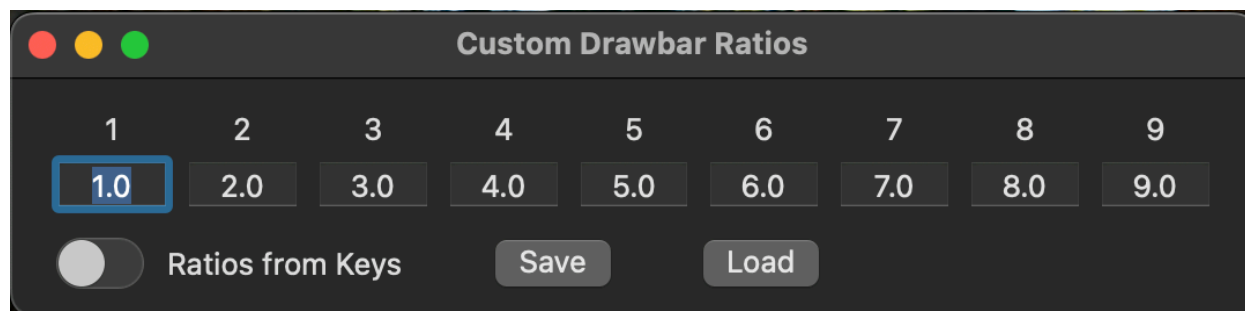 Custom Drawbar Ratios
1 2 3 4 5 6 7 8 9
1.0 2.0 3.0 4.0 5.0 6.0 7.0 8.0 9.0
Ratios from Keys Save Load